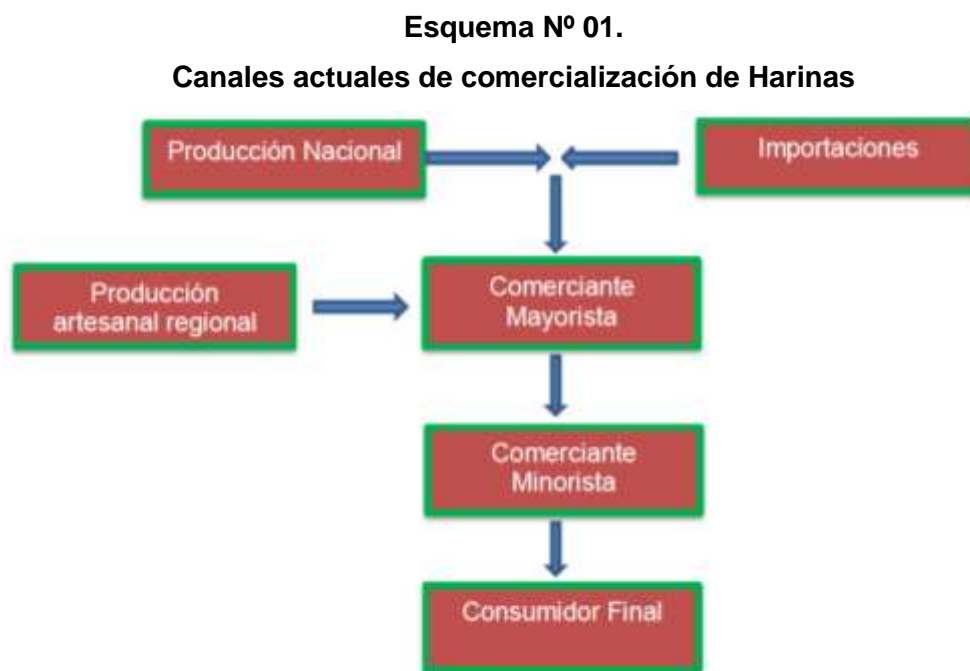 Esquema Nº 01.
Canales actuales de comercialización de Harinas
Producción Nacional
Importaciones
Producción
artesanal regional
Comerciante
Mayorista
Comerciante
Minorista
Consumidor Final